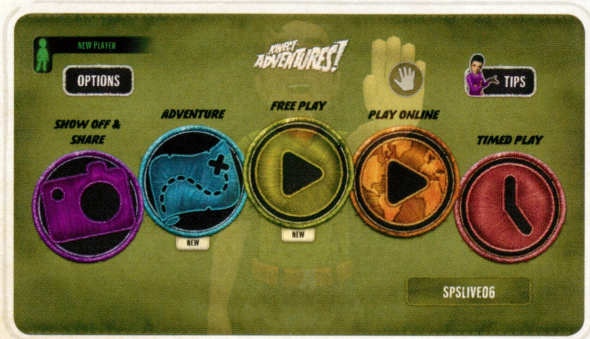 NEW PLAYER
KINECT
ADVENTURES!
OPTIONS
TIPS
SHOW OFF &
SHARE
ADVENTURE
FREE PLAY
PLAY ONLINE
TIMED PLAY
NEW
NEW
SPSLIVE06